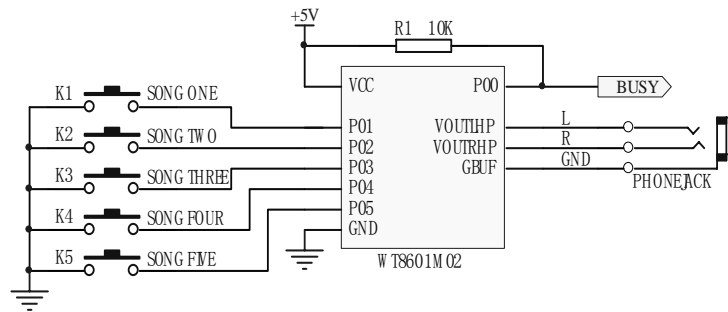 +5V
R1 10K
VCC P00 BUSY
K1 SONG ONE
P01 VOUTLHP L
K2 SONG TWO
P02 VOUTRHP R
K3 SONG THREE
P03 GBUF GND
PHONEJACK
P04
K4 SONG FOUR
P05
GND
K5 SONG FIVE
WT8601M02